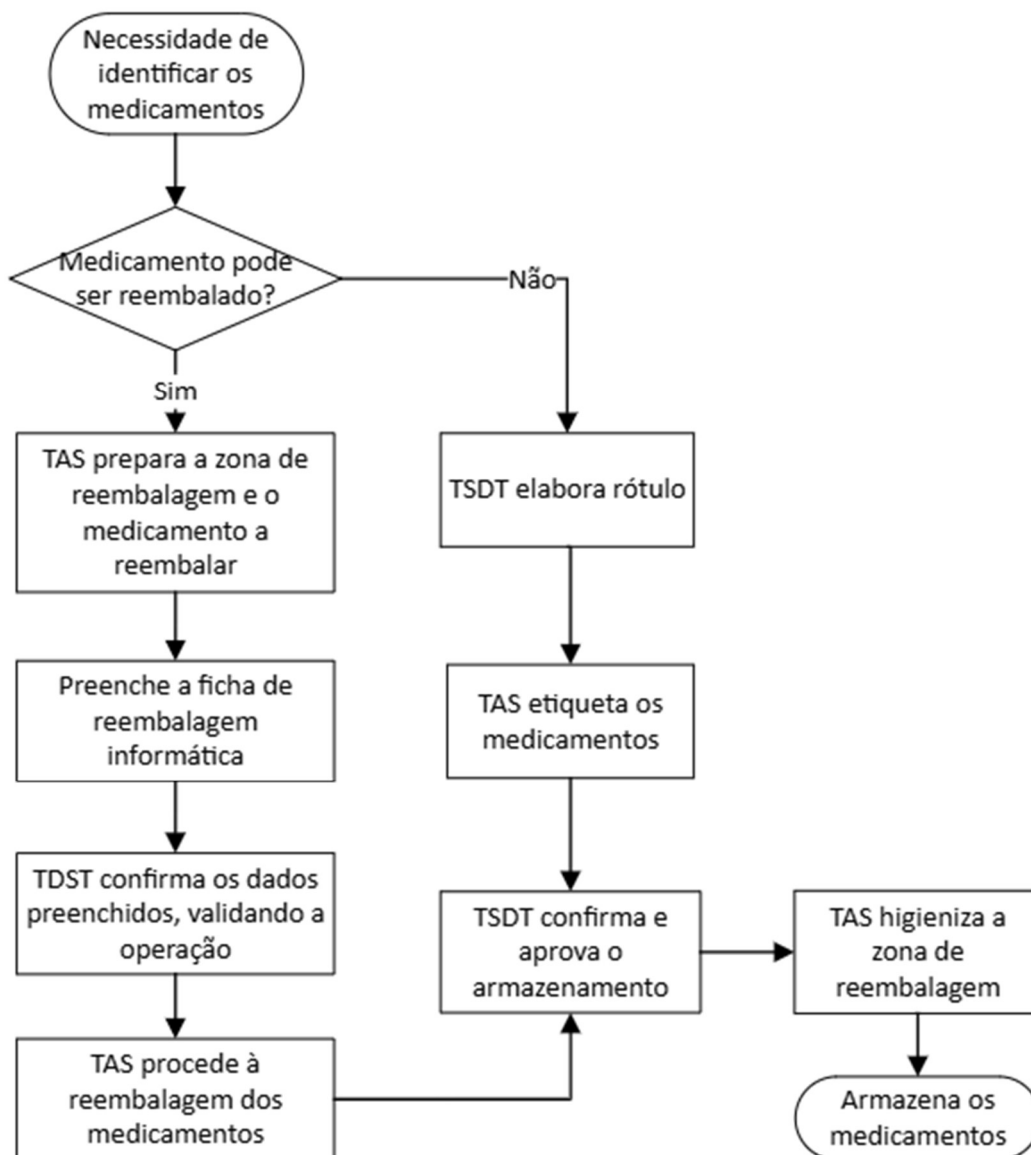 Necessidade de
identificar os
medicamentos
Medicamento pode
ser reembalado?
Não
Sim
TAS prepara a zona de
reembalagem e o
medicamento a
reembalar
TSDT elabora rótulo
Preenche a ficha de
reembalagem
informática
TAS etiqueta os
medicamentos
TDST confirma os dados
preenchidos, validando a
operação
TSDT confirma e
aprova o
armazenamento
TAS higieniza a
zona de
reembalagem
TAS procede à
reembalagem dos
medicamentos
Armazena os
medicamentos